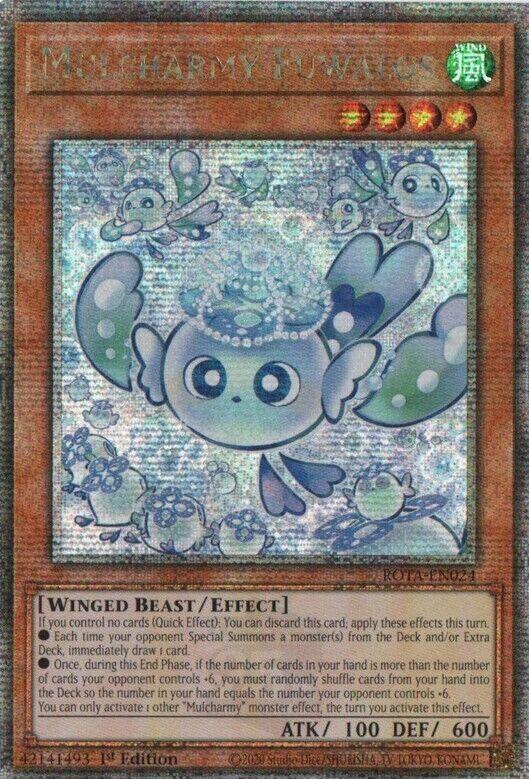 MULCHARMY FUWALOS
WIND
風
ROTA-EN024
[WINGED BEAST/EFFECT]
If you control no cards (Quick Effect): You can discard this card; apply these effects this turn.
● Each time your opponent Special Summons a monster(s) from the Deck and/or Extra
Deck, immediately draw 1 card.
● Once, during this End Phase, if the number of cards in your hand is more than the number
of cards your opponent controls +6, you must randomly shuffle cards from your hand into
the Deck so the number in your hand equals the number your opponent controls +6.
You can only activate 1 other "Mulcharmy" monster effect, the turn you activate this effect.
ATK/ 100 DEF/ 600
42141493 1st Edition ©2020 Studio Dice/SHUEISHA, TV TOKYO, KONAMI